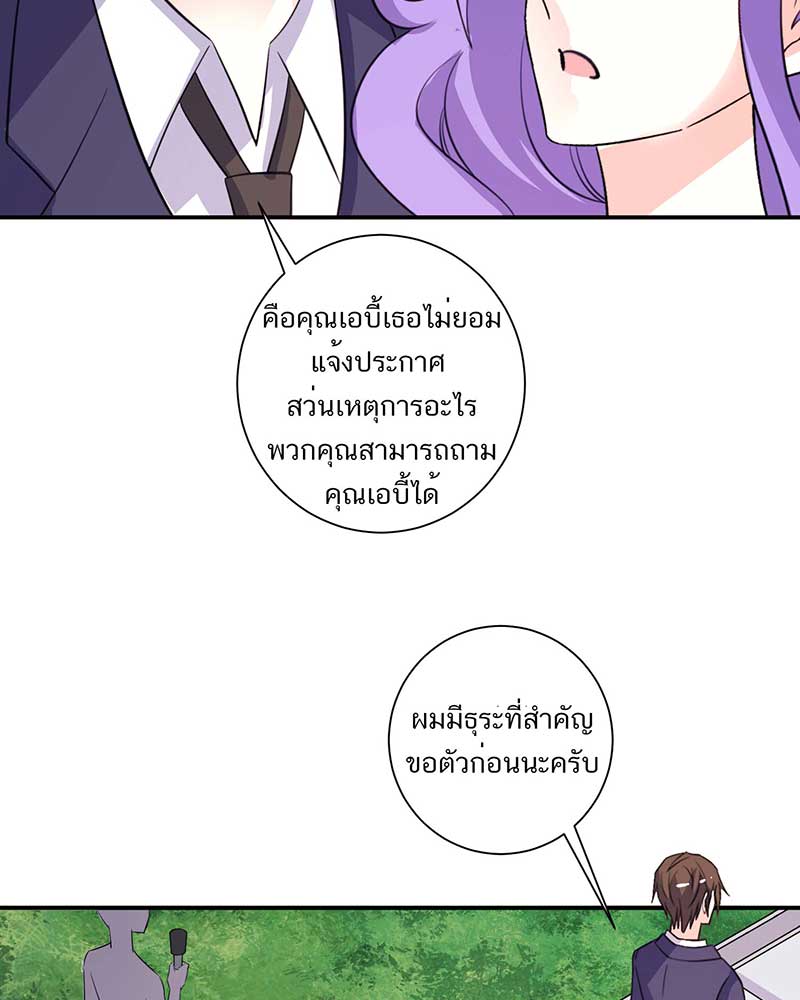 คือคุณเอบี้เธอไม่ยอม
แจ้งประกาศ
สว่นเหตุการอะไร
พวกคุณสามารถถาม
คุณเอบี้ได้
ผมมีธุระที่สำคัญ
ขอตัวก่อนนะครับ